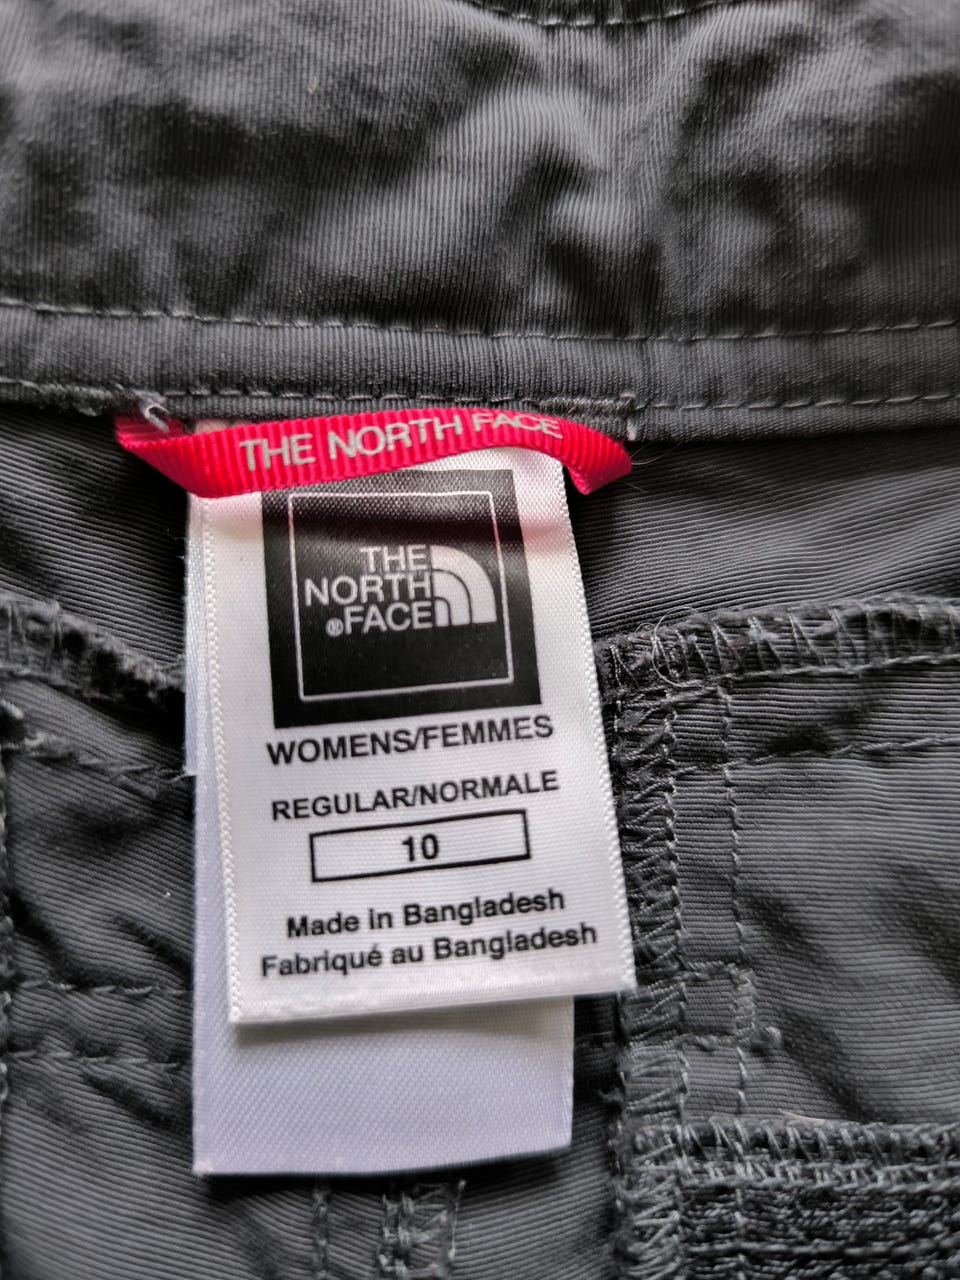 THE NORTH FACE
THE
NORTH
®FACE
WOMENS/FEMMES
REGULAR/NORMALE
10
Made in Bangladesh
Fabriqué au Bangladesh